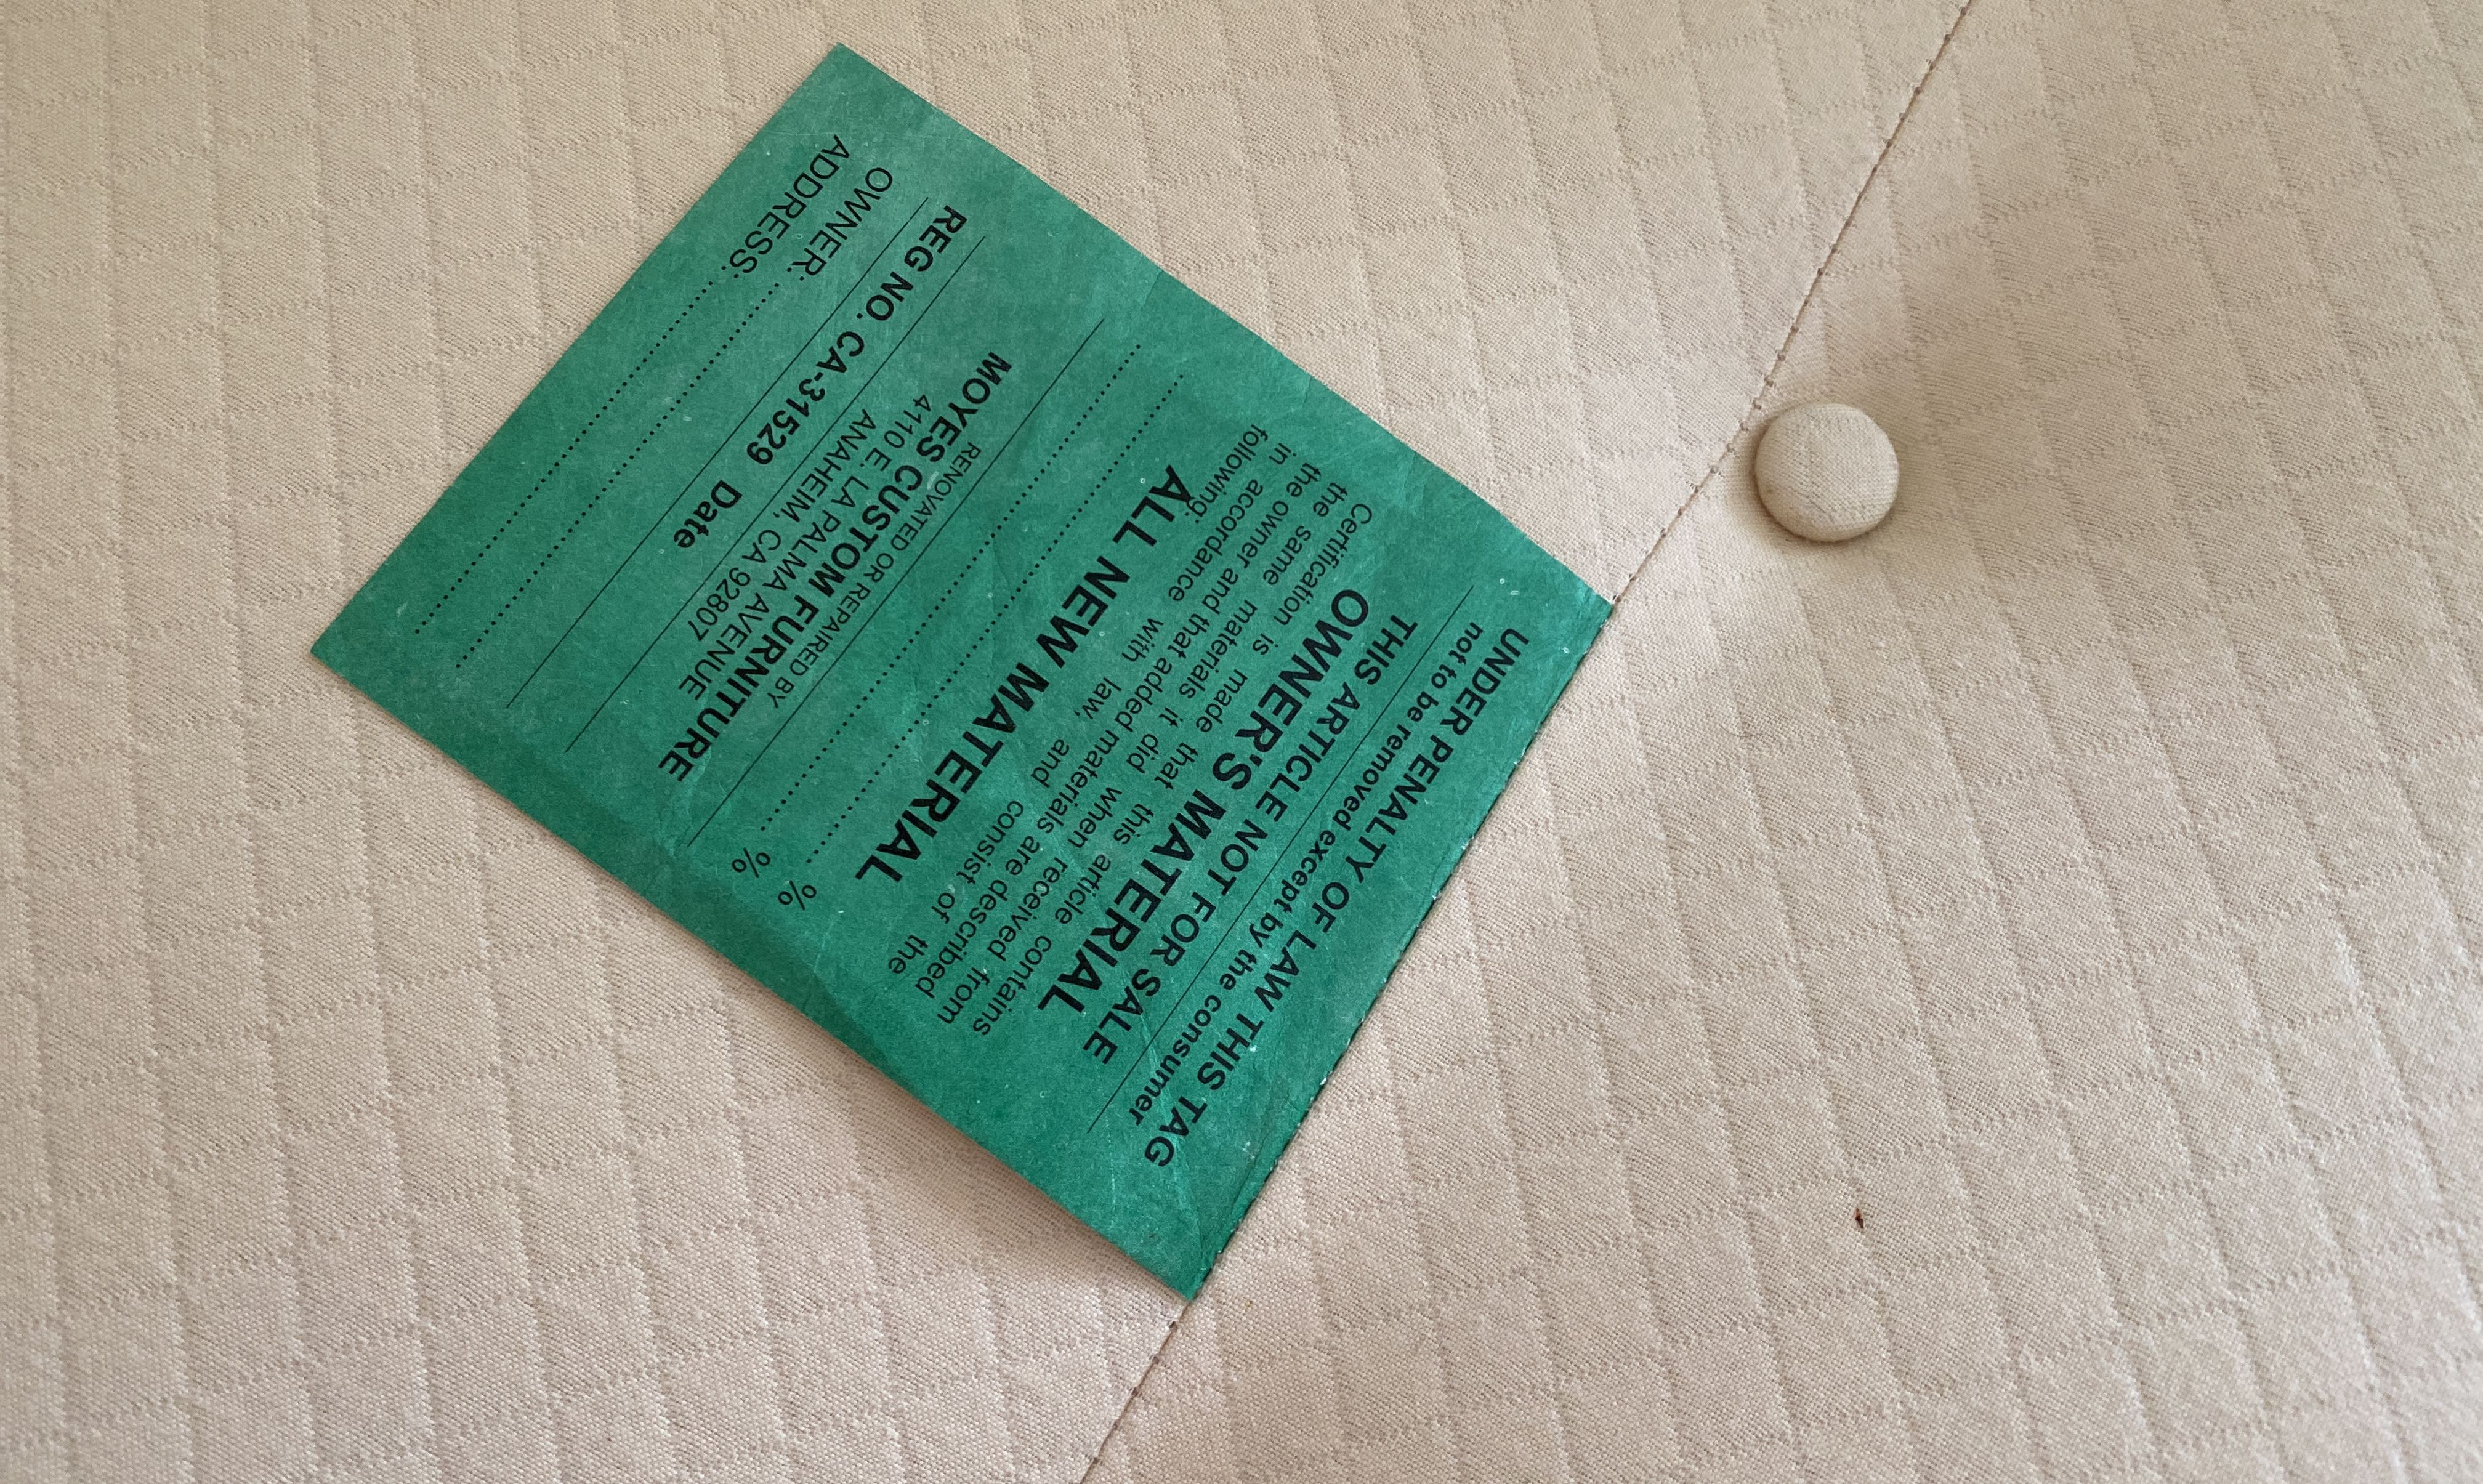 UNDER PENALTY OF LAW THIS TAG
not to be removed except by the consumer
THIS ARTICLE NOT FOR SALE
OWNER'S MATERIAL
Certification is made that this article contains
the same materials it did when received from
the owner and that added materials are described
in accordance with law, and consist of the
following:
ALL NEW MATERIAL
........................................ %
........................................ %
RENOVATED OR REPAIRED BY
MOYES CUSTOM FURNITURE
4110 E. LA PALMA AVENUE
ANAHEIM, CA 92807
REG NO. CA-31529 Date
OWNER: ........................................
ADDRESS: ........................................